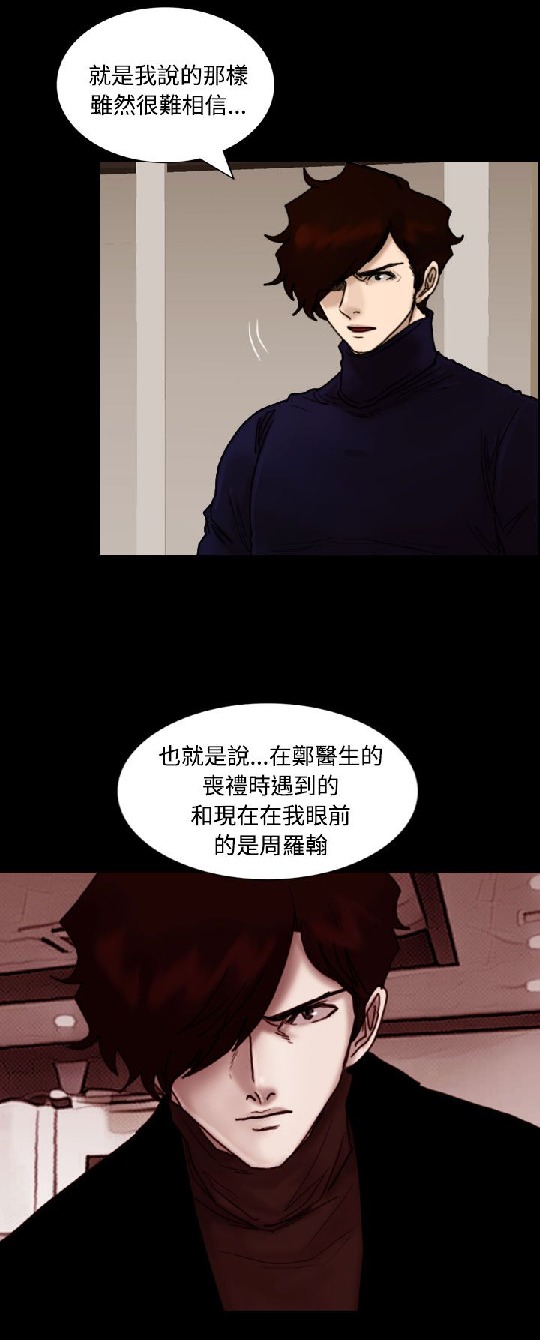 就是我說的那樣
雖然很難相信...
也就是說...在鄭醫生的
喪禮時遇到的
和現在在我眼前
的是周羅翰